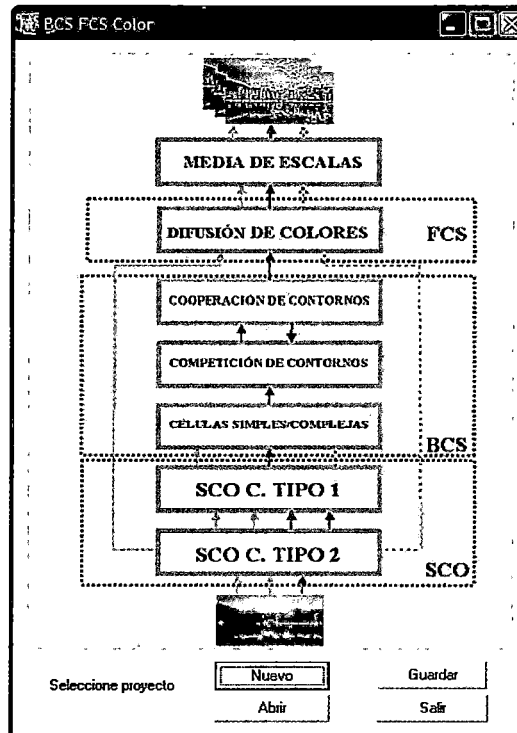 BCS FCS Color
MEDIA DE ESCALAS
DIFUSIÓN DE COLORES
FCS
COOPERACIÓN DE CONTORNOS
COMPETICIÓN DE CONTORNOS
CÉLULAS SIMPLES/COMPLEJAS
BCS
SCO C. TIPO 1
SCO C. TIPO 2
SCO
Seleccione proyecto
Nuevo
Guardar
Abrir
Salir